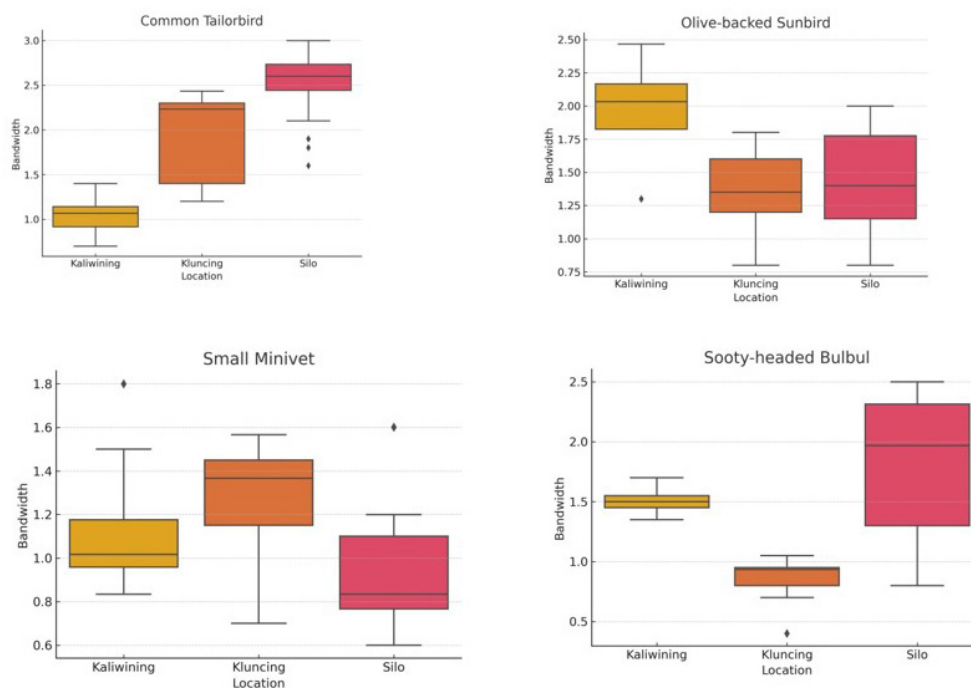 Common Tailorbird
3.0
2.5
2.0
1.5
1.0
Bandwidth
Kaliwining Kluncing Silo
Location
Olive-backed Sunbird
2.50
2.25
2.00
1.75
1.50
1.25
1.00
0.75
Bandwidth
Kaliwining Kluncing Silo
Location
Small Minivet
1.8
1.6
1.4
1.2
1.0
0.8
0.6
Bandwidth
Kaliwining Kluncing Silo
Location
Sooty-headed Bulbul
2.5
2.0
1.5
1.0
0.5
Bandwidth
Kaliwining Kluncing Silo
Location